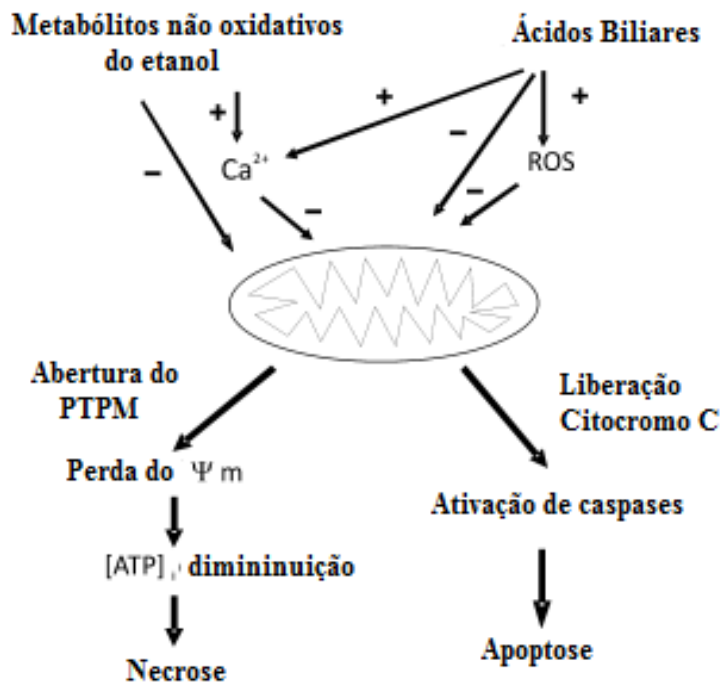 Metabólitos não oxidativos
do etanol
Ácidos Biliares
+
+
+
−
−
Ca²⁺
ROS
−
−
Abertura do
PTPM
Liberação
Citocromo C
Perda do Ψ m
Ativação de caspases
[ATP] dimininuição
Apoptose
Necrose